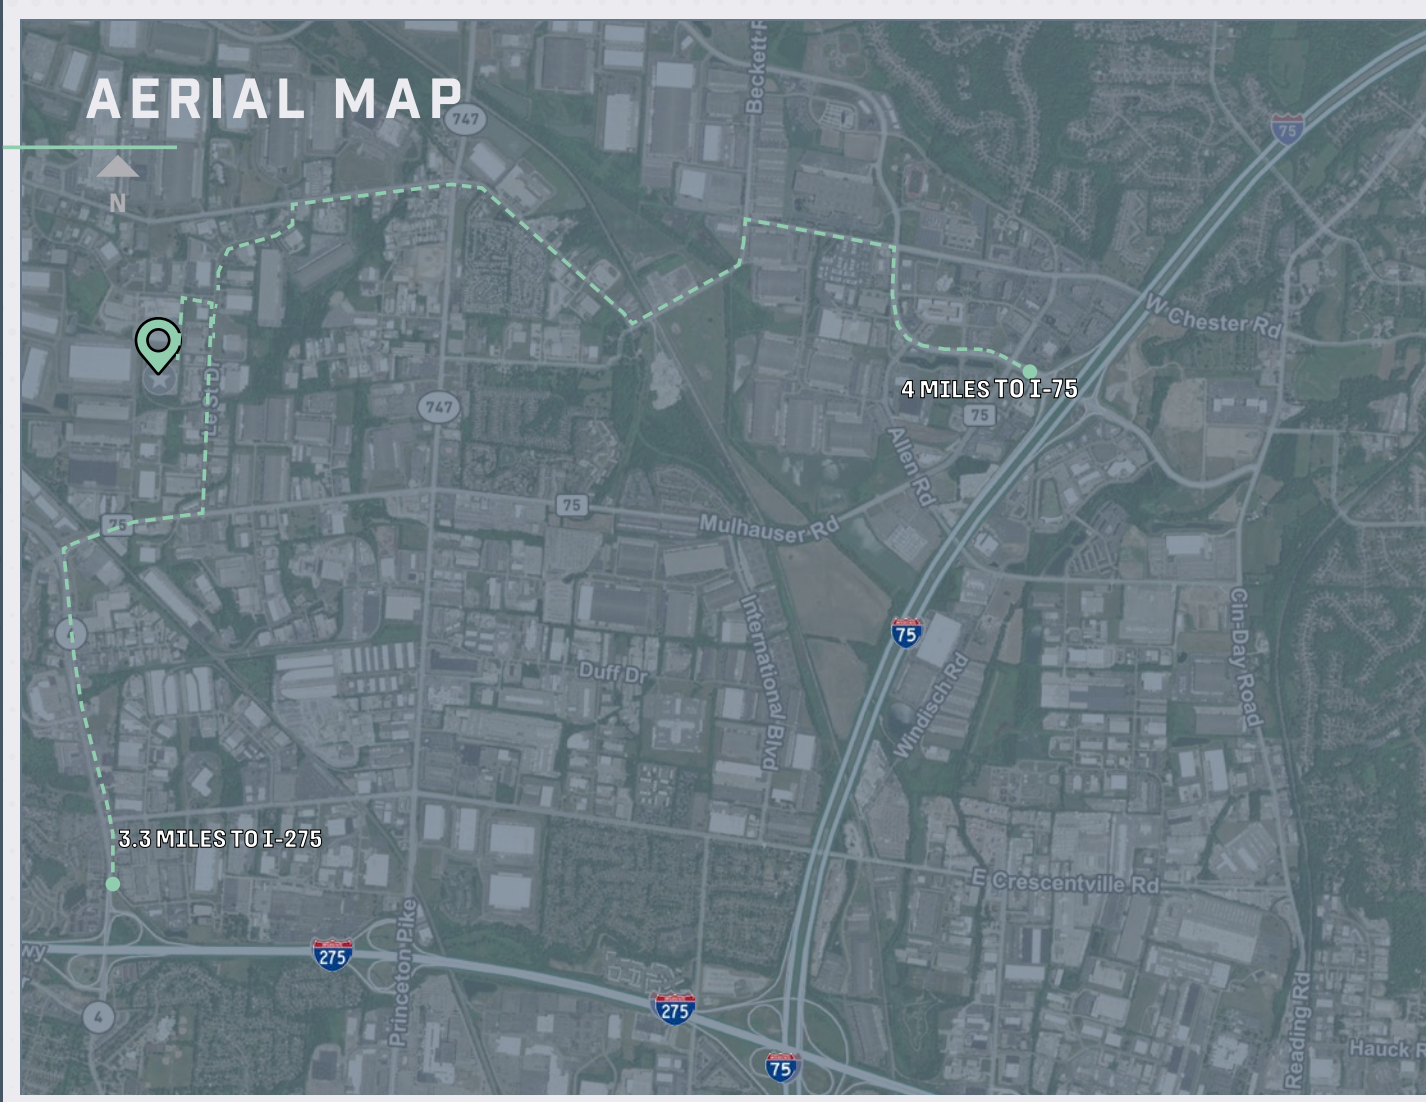 AERIAL MAP
N
747
Beckett R
75
W Chester Rd
Le St Dr
4 MILES TO I-75
75
747
Allen Rd
75
75
Mulhauser Rd
International Blvd
Cin-Day Road
75
4
Duff Dr
Windisch Rd
3.3 MILES TO I-275
E Crescentville Rd
Princeton Pike
wy
275
275
4
75
Reading Rd
Hauck R